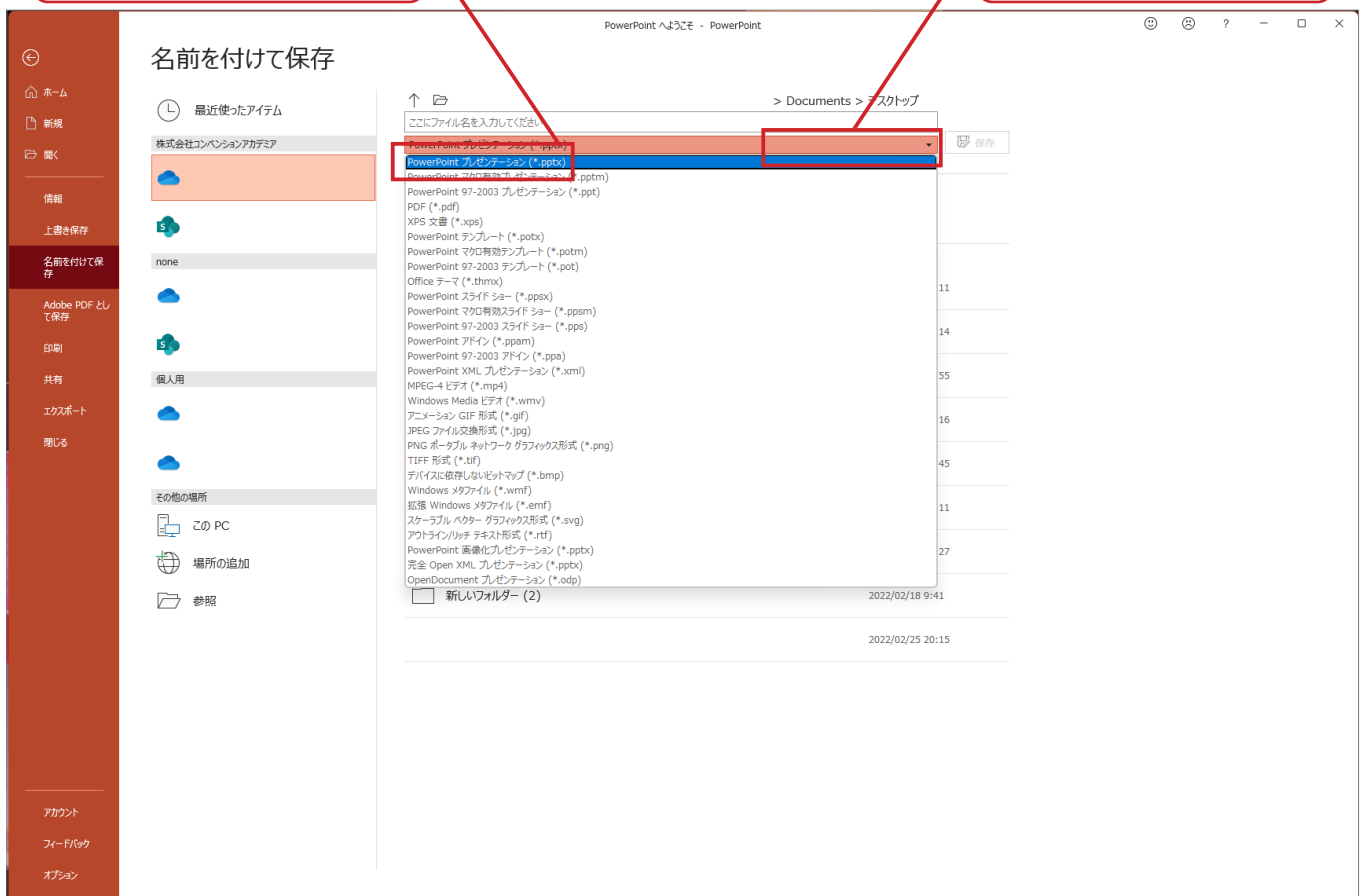 PowerPoint へようこそ - PowerPoint
?
名前を付けて保存
ホーム
新規
開く
情報
上書き保存
名前を付けて保
存
Adobe PDF とし
て保存
印刷
共有
エクスポート
閉じる
アカウント
フィードバック
オプション
最近使ったアイテム
株式会社コンベンションアカデミア
none
個人用
その他の場所
この PC
場所の追加
参照
> Documents > デスクトップ
ここにファイル名を入力してください
PowerPoint プレゼンテーション (*.pptx)
保存
PowerPoint プレゼンテーション (*.pptx)
PowerPoint マクロ有効プレゼンテーション (*.pptm)
PowerPoint 97-2003 プレゼンテーション (*.ppt)
PDF (*.pdf)
XPS 文書 (*.xps)
PowerPoint テンプレート (*.potx)
PowerPoint マクロ有効テンプレート (*.potm)
PowerPoint 97-2003 テンプレート (*.pot)
Office テーマ (*.thmx)
PowerPoint スライド ショー (*.ppsx)
PowerPoint マクロ有効スライド ショー (*.ppsm)
PowerPoint 97-2003 スライド ショー (*.pps)
PowerPoint アドイン (*.ppam)
PowerPoint 97-2003 アドイン (*.ppa)
PowerPoint XML プレゼンテーション (*.xml)
MPEG-4 ビデオ (*.mp4)
Windows Media ビデオ (*.wmv)
アニメーション GIF 形式 (*.gif)
JPEG ファイル交換形式 (*.jpg)
PNG ポータブル ネットワーク グラフィックス形式 (*.png)
TIFF 形式 (*.tif)
デバイスに依存しないビットマップ (*.bmp)
Windows メタファイル (*.wmf)
拡張 Windows メタファイル (*.emf)
スケーラブル ベクター グラフィックス形式 (*.svg)
アウトライン/リッチ テキスト形式 (*.rtf)
PowerPoint 画像化プレゼンテーション (*.pptx)
完全 Open XML プレゼンテーション (*.pptx)
OpenDocument プレゼンテーション (*.odp)
11
14
55
16
45
11
27
新しいフォルダー (2)
2022/02/18 9:41
2022/02/25 20:15